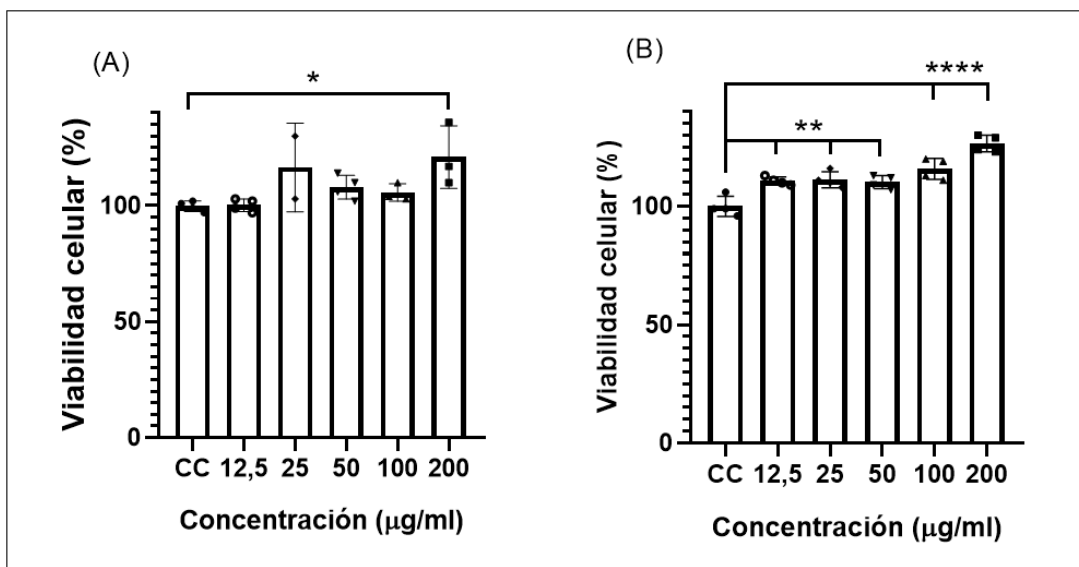 (A)
*
Viabilidad celular (%)
100
50
0
CC 12,5 25 50 100 200
Concentración (μg/ml)
(B)
****
**
Viabilidad celular (%)
100
50
0
CC 12,5 25 50 100 200
Concentración (μg/ml)